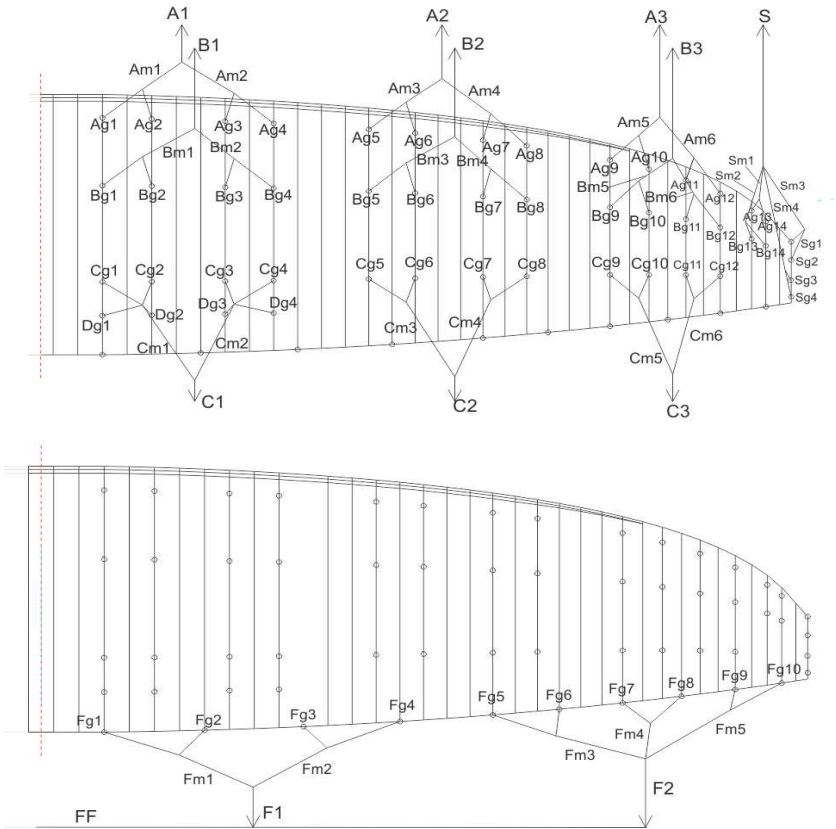 A1 A2 A3 S
B1 B2 B3
Am1 Am2 Am3 Am4
Ag1 Ag2 Ag3 Ag4 Ag5 Ag6 Ag7 Ag8
Am5 Am6
Bm1 Bm2 Bm3 Bm4
Ag9 Ag10 Ag11 Ag12
Sm1 Sm2 Sm3 Sm4
Bm5 Bm6
Ag13 Ag14
Bg1 Bg2 Bg3 Bg4 Bg5 Bg6 Bg7 Bg8
Bg9 Bg10 Bg11 Bg12 Bg13 Bg14
Sg1
Sg2
Sg3
Sg4
Cg1 Cg2 Cg3 Cg4 Cg5 Cg6 Cg7 Cg8 Cg9 Cg10 Cg11 Cg12
Dg1 Dg2 Dg3 Dg4
Cm1 Cm2 Cm3 Cm4 Cm5 Cm6
C1 C2 C3
Fg1 Fg2 Fg3 Fg4 Fg5 Fg6 Fg7 Fg8 Fg9 Fg10
Fm1 Fm2 Fm3 Fm4 Fm5
F1 F2
FF